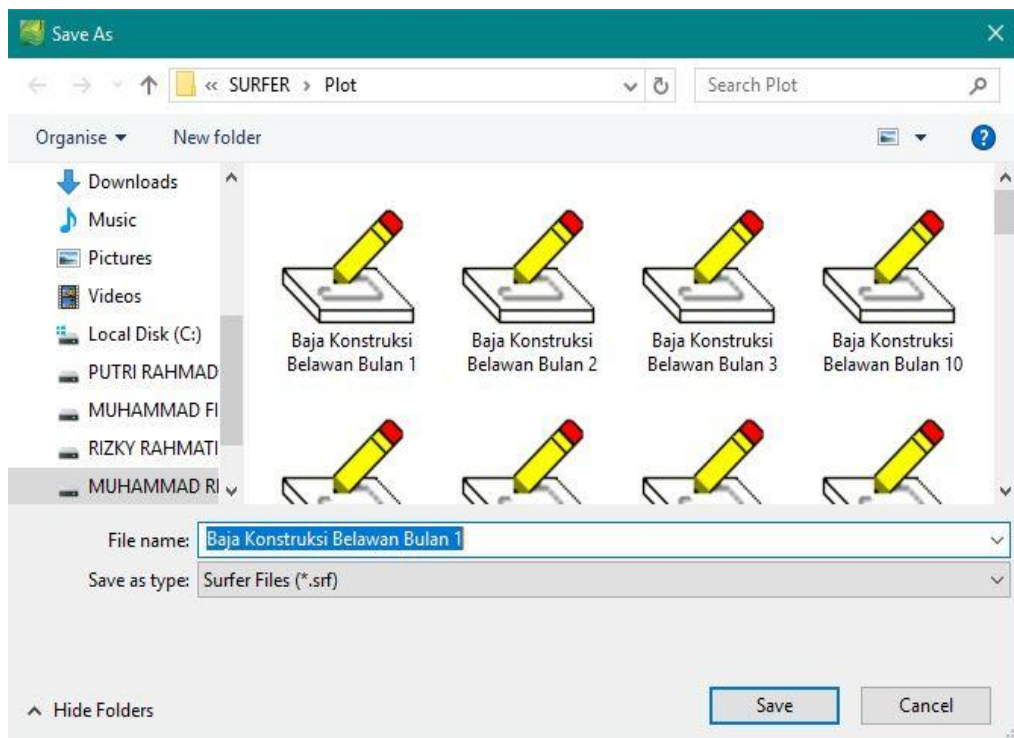 Save As
« SURFER › Plot
Search Plot
Organise
New folder
Downloads
Music
Pictures
Videos
Local Disk (C:)
PUTRI RAHMAD
MUHAMMAD FI
RIZKY RAHMATI
MUHAMMAD RI
Baja Konstruksi
Belawan Bulan 1
Baja Konstruksi
Belawan Bulan 2
Baja Konstruksi
Belawan Bulan 3
Baja Konstruksi
Belawan Bulan 10
File name: Baja Konstruksi Belawan Bulan 1
Save as type: Surfer Files (*.srf)
Hide Folders
Save
Cancel